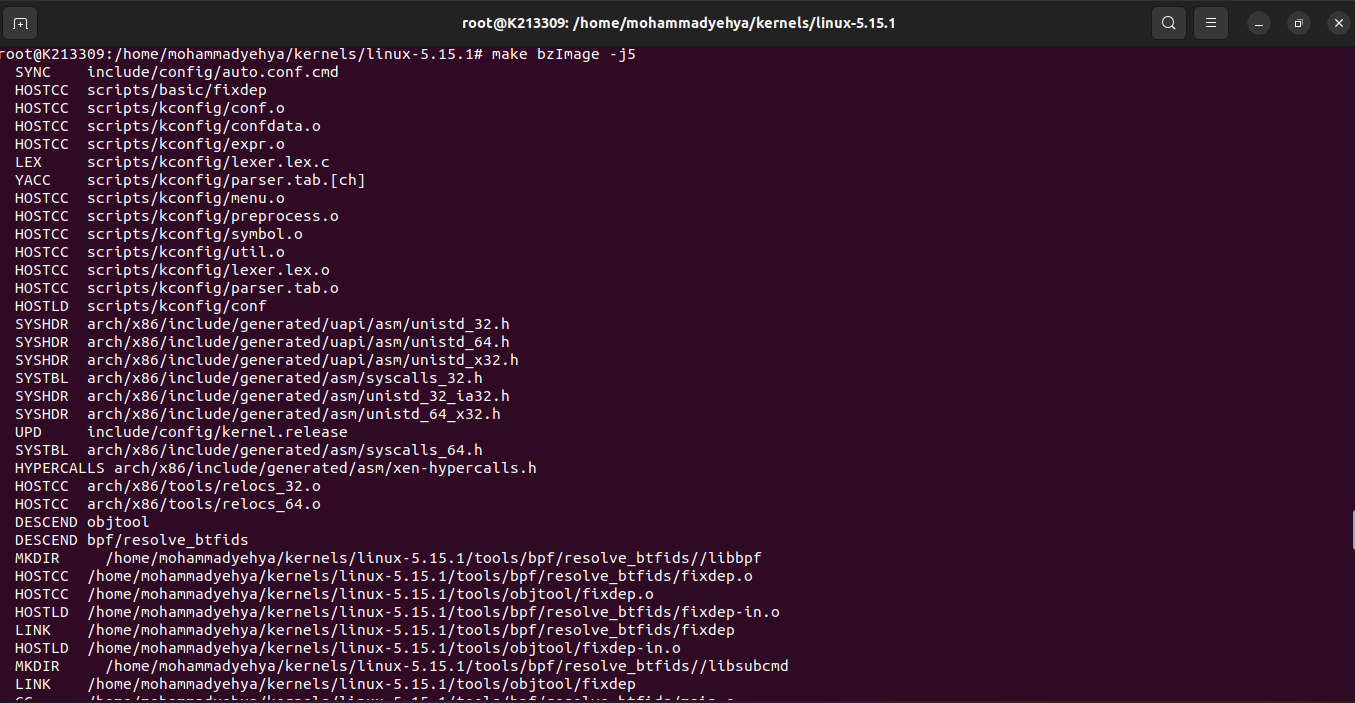 root@K213309: /home/mohammadyehya/kernels/linux-5.15.1
root@K213309:/home/mohammadyehya/kernels/linux-5.15.1# make bzImage -j5
SYNC    include/config/auto.conf.cmd
HOSTCC  scripts/basic/fixdep
HOSTCC  scripts/kconfig/conf.o
HOSTCC  scripts/kconfig/confdata.o
HOSTCC  scripts/kconfig/expr.o
LEX     scripts/kconfig/lexer.lex.c
YACC    scripts/kconfig/parser.tab.[ch]
HOSTCC  scripts/kconfig/menu.o
HOSTCC  scripts/kconfig/preprocess.o
HOSTCC  scripts/kconfig/symbol.o
HOSTCC  scripts/kconfig/util.o
HOSTCC  scripts/kconfig/lexer.lex.o
HOSTCC  scripts/kconfig/parser.tab.o
HOSTLD  scripts/kconfig/conf
SYSHDR  arch/x86/include/generated/uapi/asm/unistd_32.h
SYSHDR  arch/x86/include/generated/uapi/asm/unistd_64.h
SYSHDR  arch/x86/include/generated/uapi/asm/unistd_x32.h
SYSTBL  arch/x86/include/generated/asm/syscalls_32.h
SYSHDR  arch/x86/include/generated/asm/unistd_32_ia32.h
SYSHDR  arch/x86/include/generated/asm/unistd_64_x32.h
UPD     include/config/kernel.release
SYSTBL  arch/x86/include/generated/asm/syscalls_64.h
HYPERCALLS arch/x86/include/generated/asm/xen-hypercalls.h
HOSTCC  arch/x86/tools/relocs_32.o
HOSTCC  arch/x86/tools/relocs_64.o
DESCEND objtool
DESCEND bpf/resolve_btfids
MKDIR     /home/mohammadyehya/kernels/linux-5.15.1/tools/bpf/resolve_btfids//libbpf
HOSTCC  /home/mohammadyehya/kernels/linux-5.15.1/tools/bpf/resolve_btfids/fixdep.o
HOSTCC  /home/mohammadyehya/kernels/linux-5.15.1/tools/objtool/fixdep.o
HOSTLD  /home/mohammadyehya/kernels/linux-5.15.1/tools/bpf/resolve_btfids/fixdep-in.o
LINK    /home/mohammadyehya/kernels/linux-5.15.1/tools/bpf/resolve_btfids/fixdep
HOSTLD  /home/mohammadyehya/kernels/linux-5.15.1/tools/objtool/fixdep-in.o
MKDIR     /home/mohammadyehya/kernels/linux-5.15.1/tools/bpf/resolve_btfids//libsubcmd
LINK    /home/mohammadyehya/kernels/linux-5.15.1/tools/objtool/fixdep